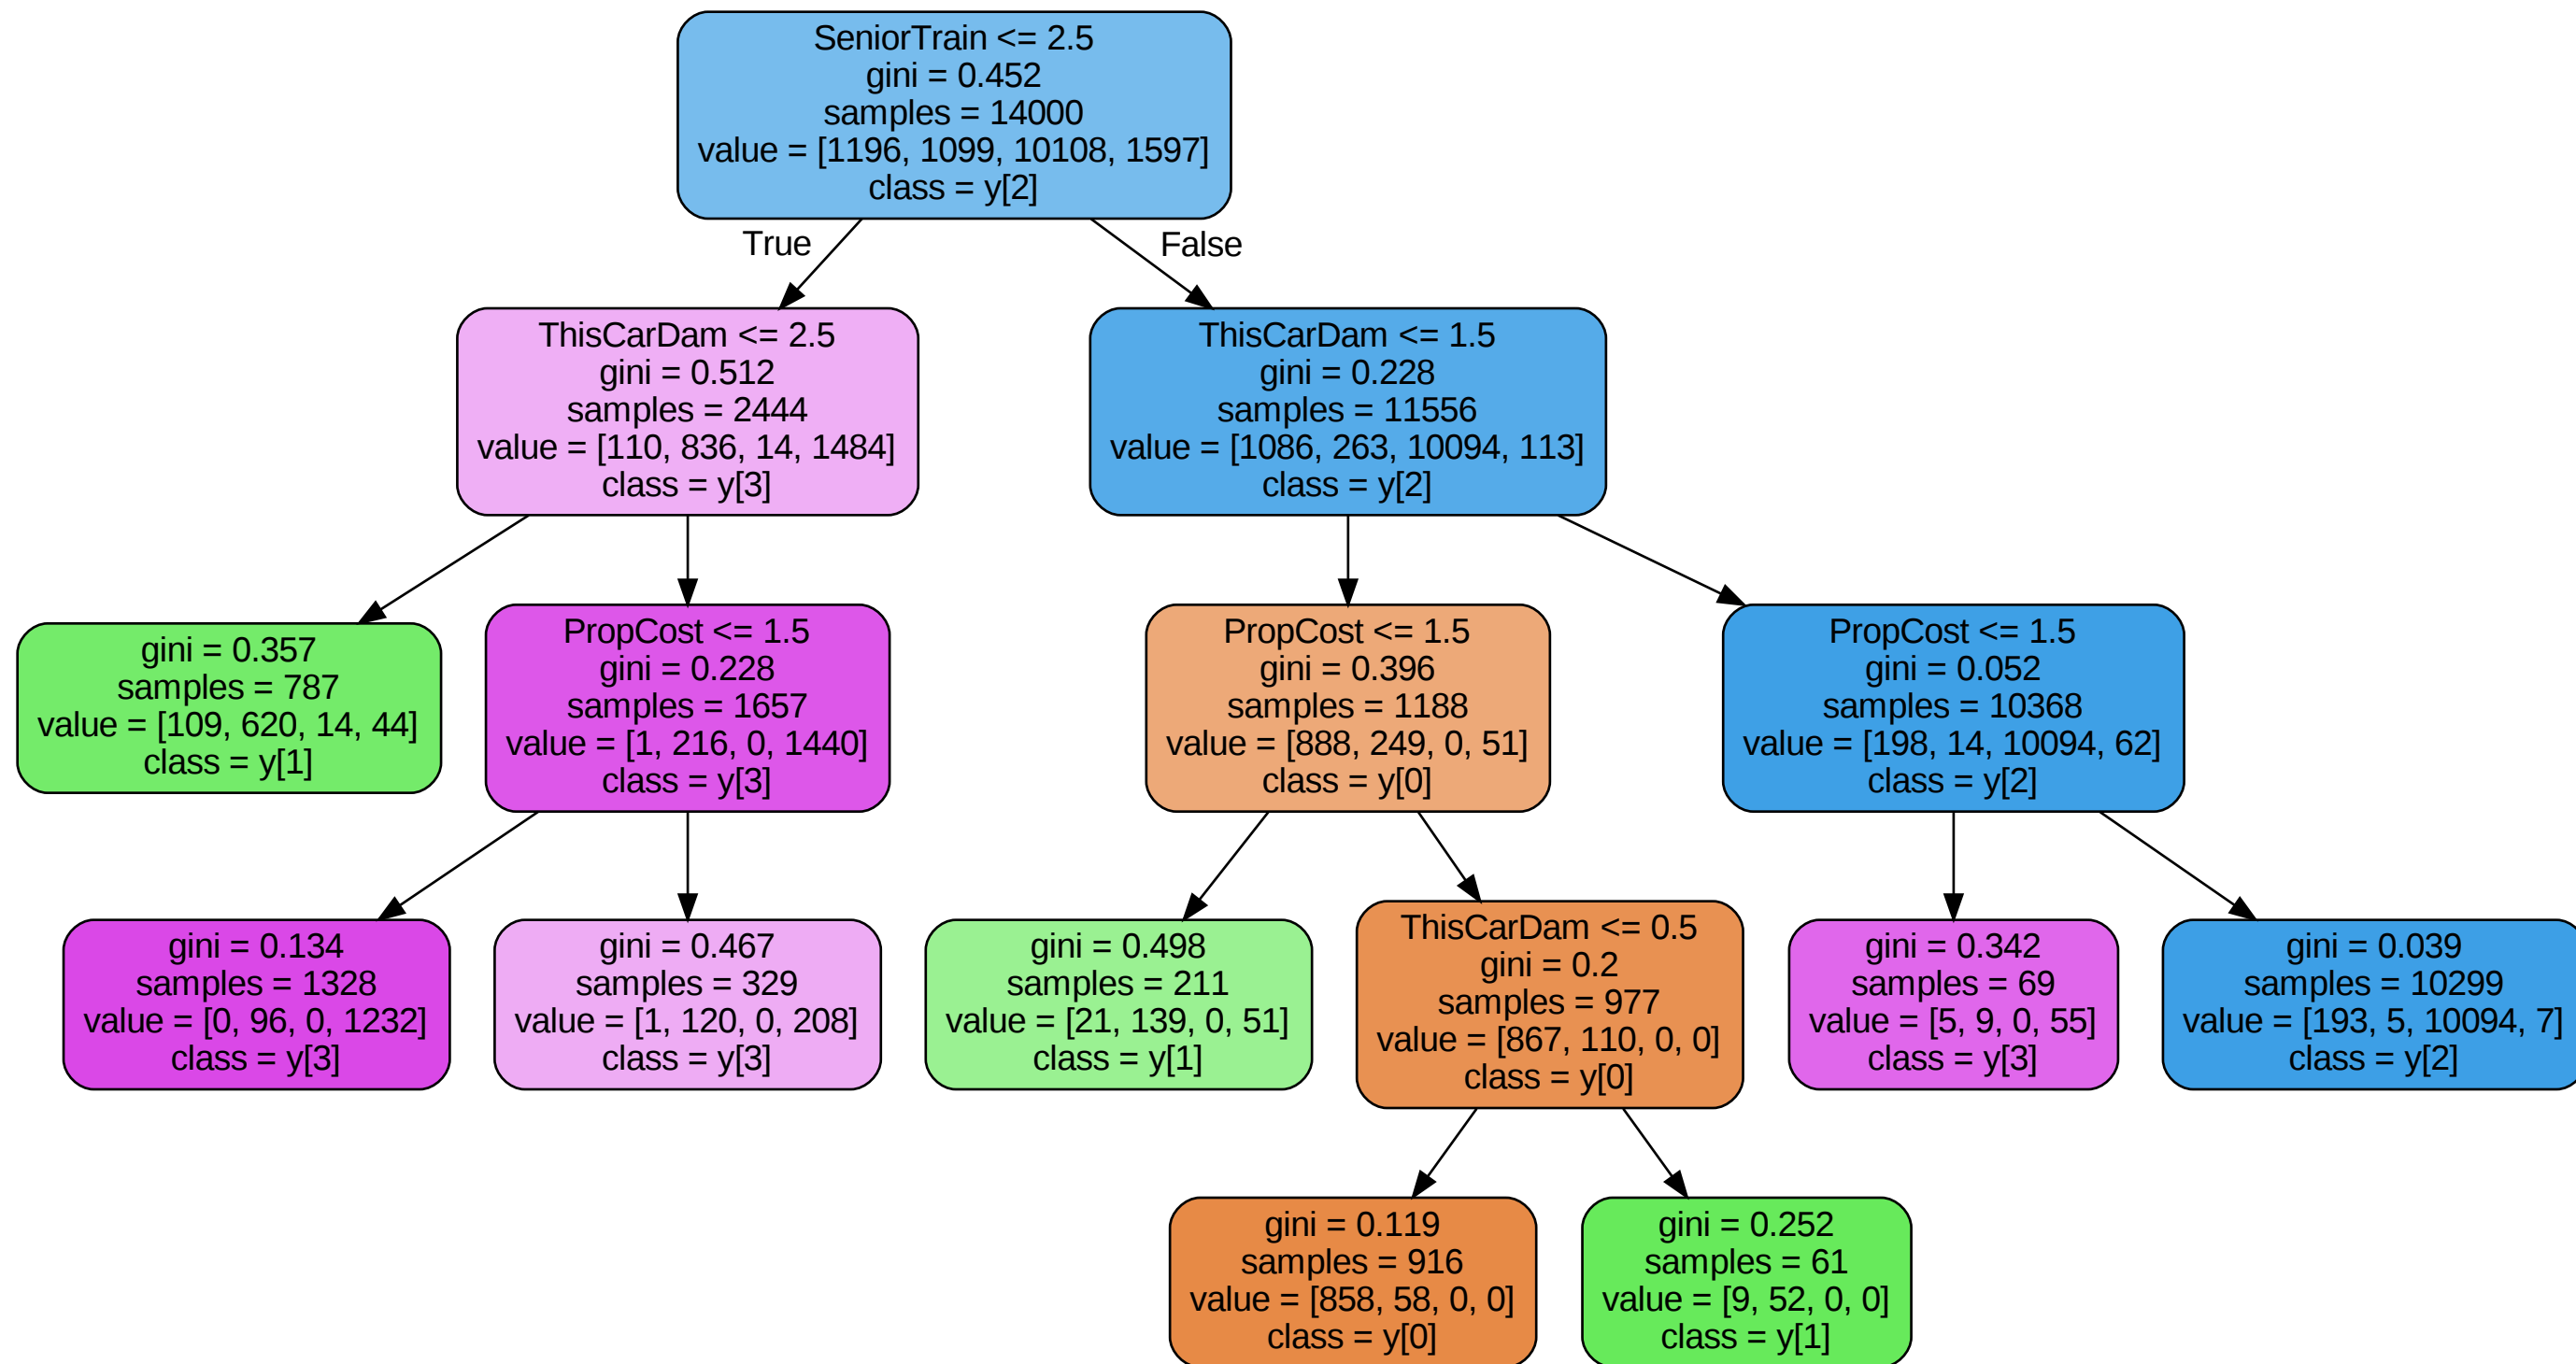 SeniorTrain <= 2.5
gini = 0.452
samples = 14000
value = [1196, 1099, 10108, 1597]
class = y[2]
True
False
ThisCarDam <= 2.5
gini = 0.512
samples = 2444
value = [110, 836, 14, 1484]
class = y[3]
ThisCarDam <= 1.5
gini = 0.228
samples = 11556
value = [1086, 263, 10094, 113]
class = y[2]
gini = 0.357
samples = 787
value = [109, 620, 14, 44]
class = y[1]
PropCost <= 1.5
gini = 0.228
samples = 1657
value = [1, 216, 0, 1440]
class = y[3]
PropCost <= 1.5
gini = 0.396
samples = 1188
value = [888, 249, 0, 51]
class = y[0]
PropCost <= 1.5
gini = 0.052
samples = 10368
value = [198, 14, 10094, 62]
class = y[2]
gini = 0.134
samples = 1328
value = [0, 96, 0, 1232]
class = y[3]
gini = 0.467
samples = 329
value = [1, 120, 0, 208]
class = y[3]
gini = 0.498
samples = 211
value = [21, 139, 0, 51]
class = y[1]
ThisCarDam <= 0.5
gini = 0.2
samples = 977
value = [867, 110, 0, 0]
class = y[0]
gini = 0.342
samples = 69
value = [5, 9, 0, 55]
class = y[3]
gini = 0.039
samples = 10299
value = [193, 5, 10094, 7]
class = y[2]
gini = 0.119
samples = 916
value = [858, 58, 0, 0]
class = y[0]
gini = 0.252
samples = 61
value = [9, 52, 0, 0]
class = y[1]